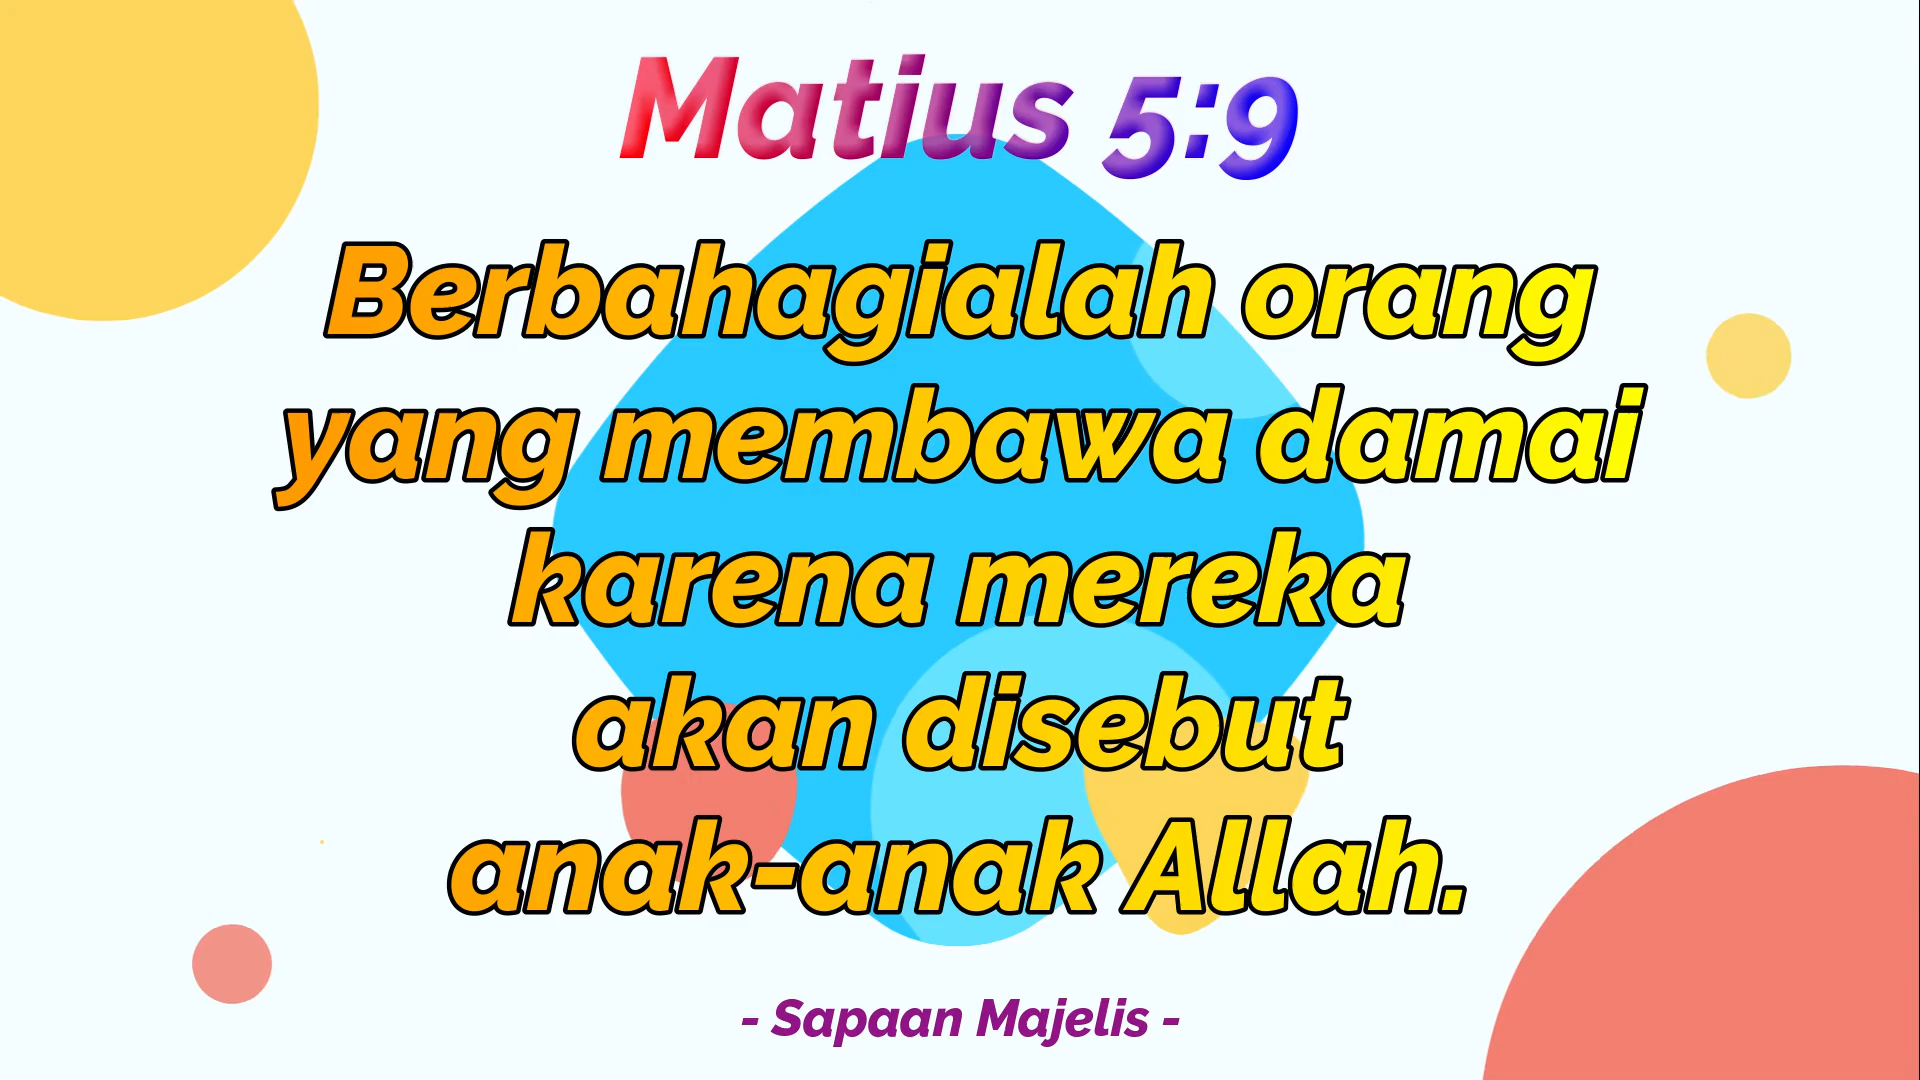 Matius 5:9
Berbahagialah orang
yang membawa damai
karena mereka
akan disebut
anak-anak Allah.
- Sapaan Majelis -